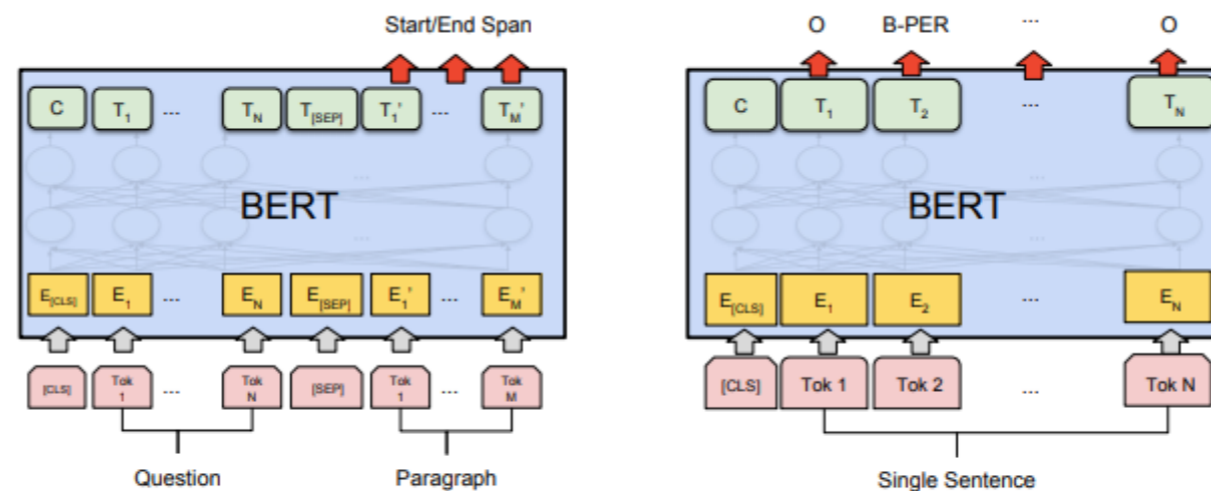 Start/End Span
C T1 ... TN T[SEP] T1' ... TM'
...
BERT
...
E[CLS] E1 ... EN E[SEP] E1' ... EM'
[CLS] Tok 1 ... Tok N [SEP] Tok 1 ... Tok M
Question Paragraph
O B-PER ... O
C T1 T2 ... TN
...
BERT
...
E[CLS] E1 E2 ... EN
[CLS] Tok 1 Tok 2 ... Tok N
Single Sentence